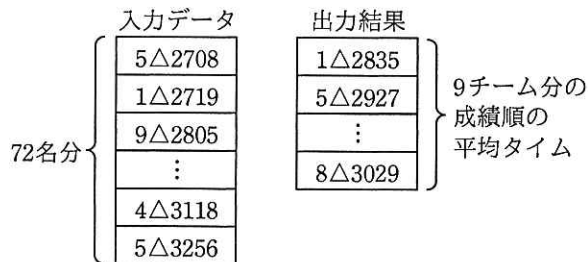 入力データ
5△2708
1△2719
9△2805
⋮
4△3118
5△3256
72名分
出力結果
1△2835
5△2927
⋮
8△3029
9チーム分の
成績順の
平均タイム